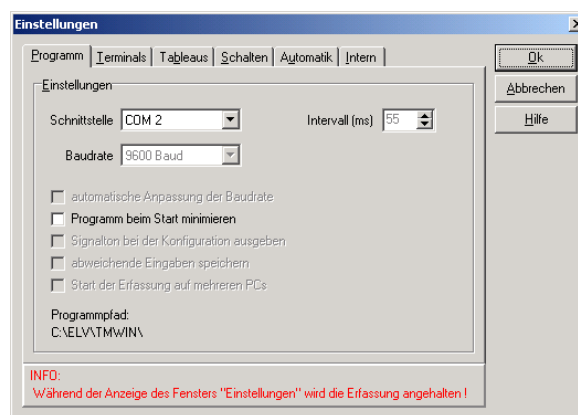 Einstellungen
Programm Terminals Tableaus Schalten Automatik Intern
Ok
Abbrechen
Hilfe
Einstellungen
Schnittstelle COM 2 Intervall (ms) 55
Baudrate 9600 Baud
automatische Anpassung der Baudrate
Programm beim Start minimieren
Signalton bei der Konfiguration ausgeben
abweichende Eingaben speichern
Start der Erfassung auf mehreren PCs
Programmpfad:
C:\ELV\TMWIN\
INFO:
Während der Anzeige des Fensters "Einstellungen" wird die Erfassung angehalten !